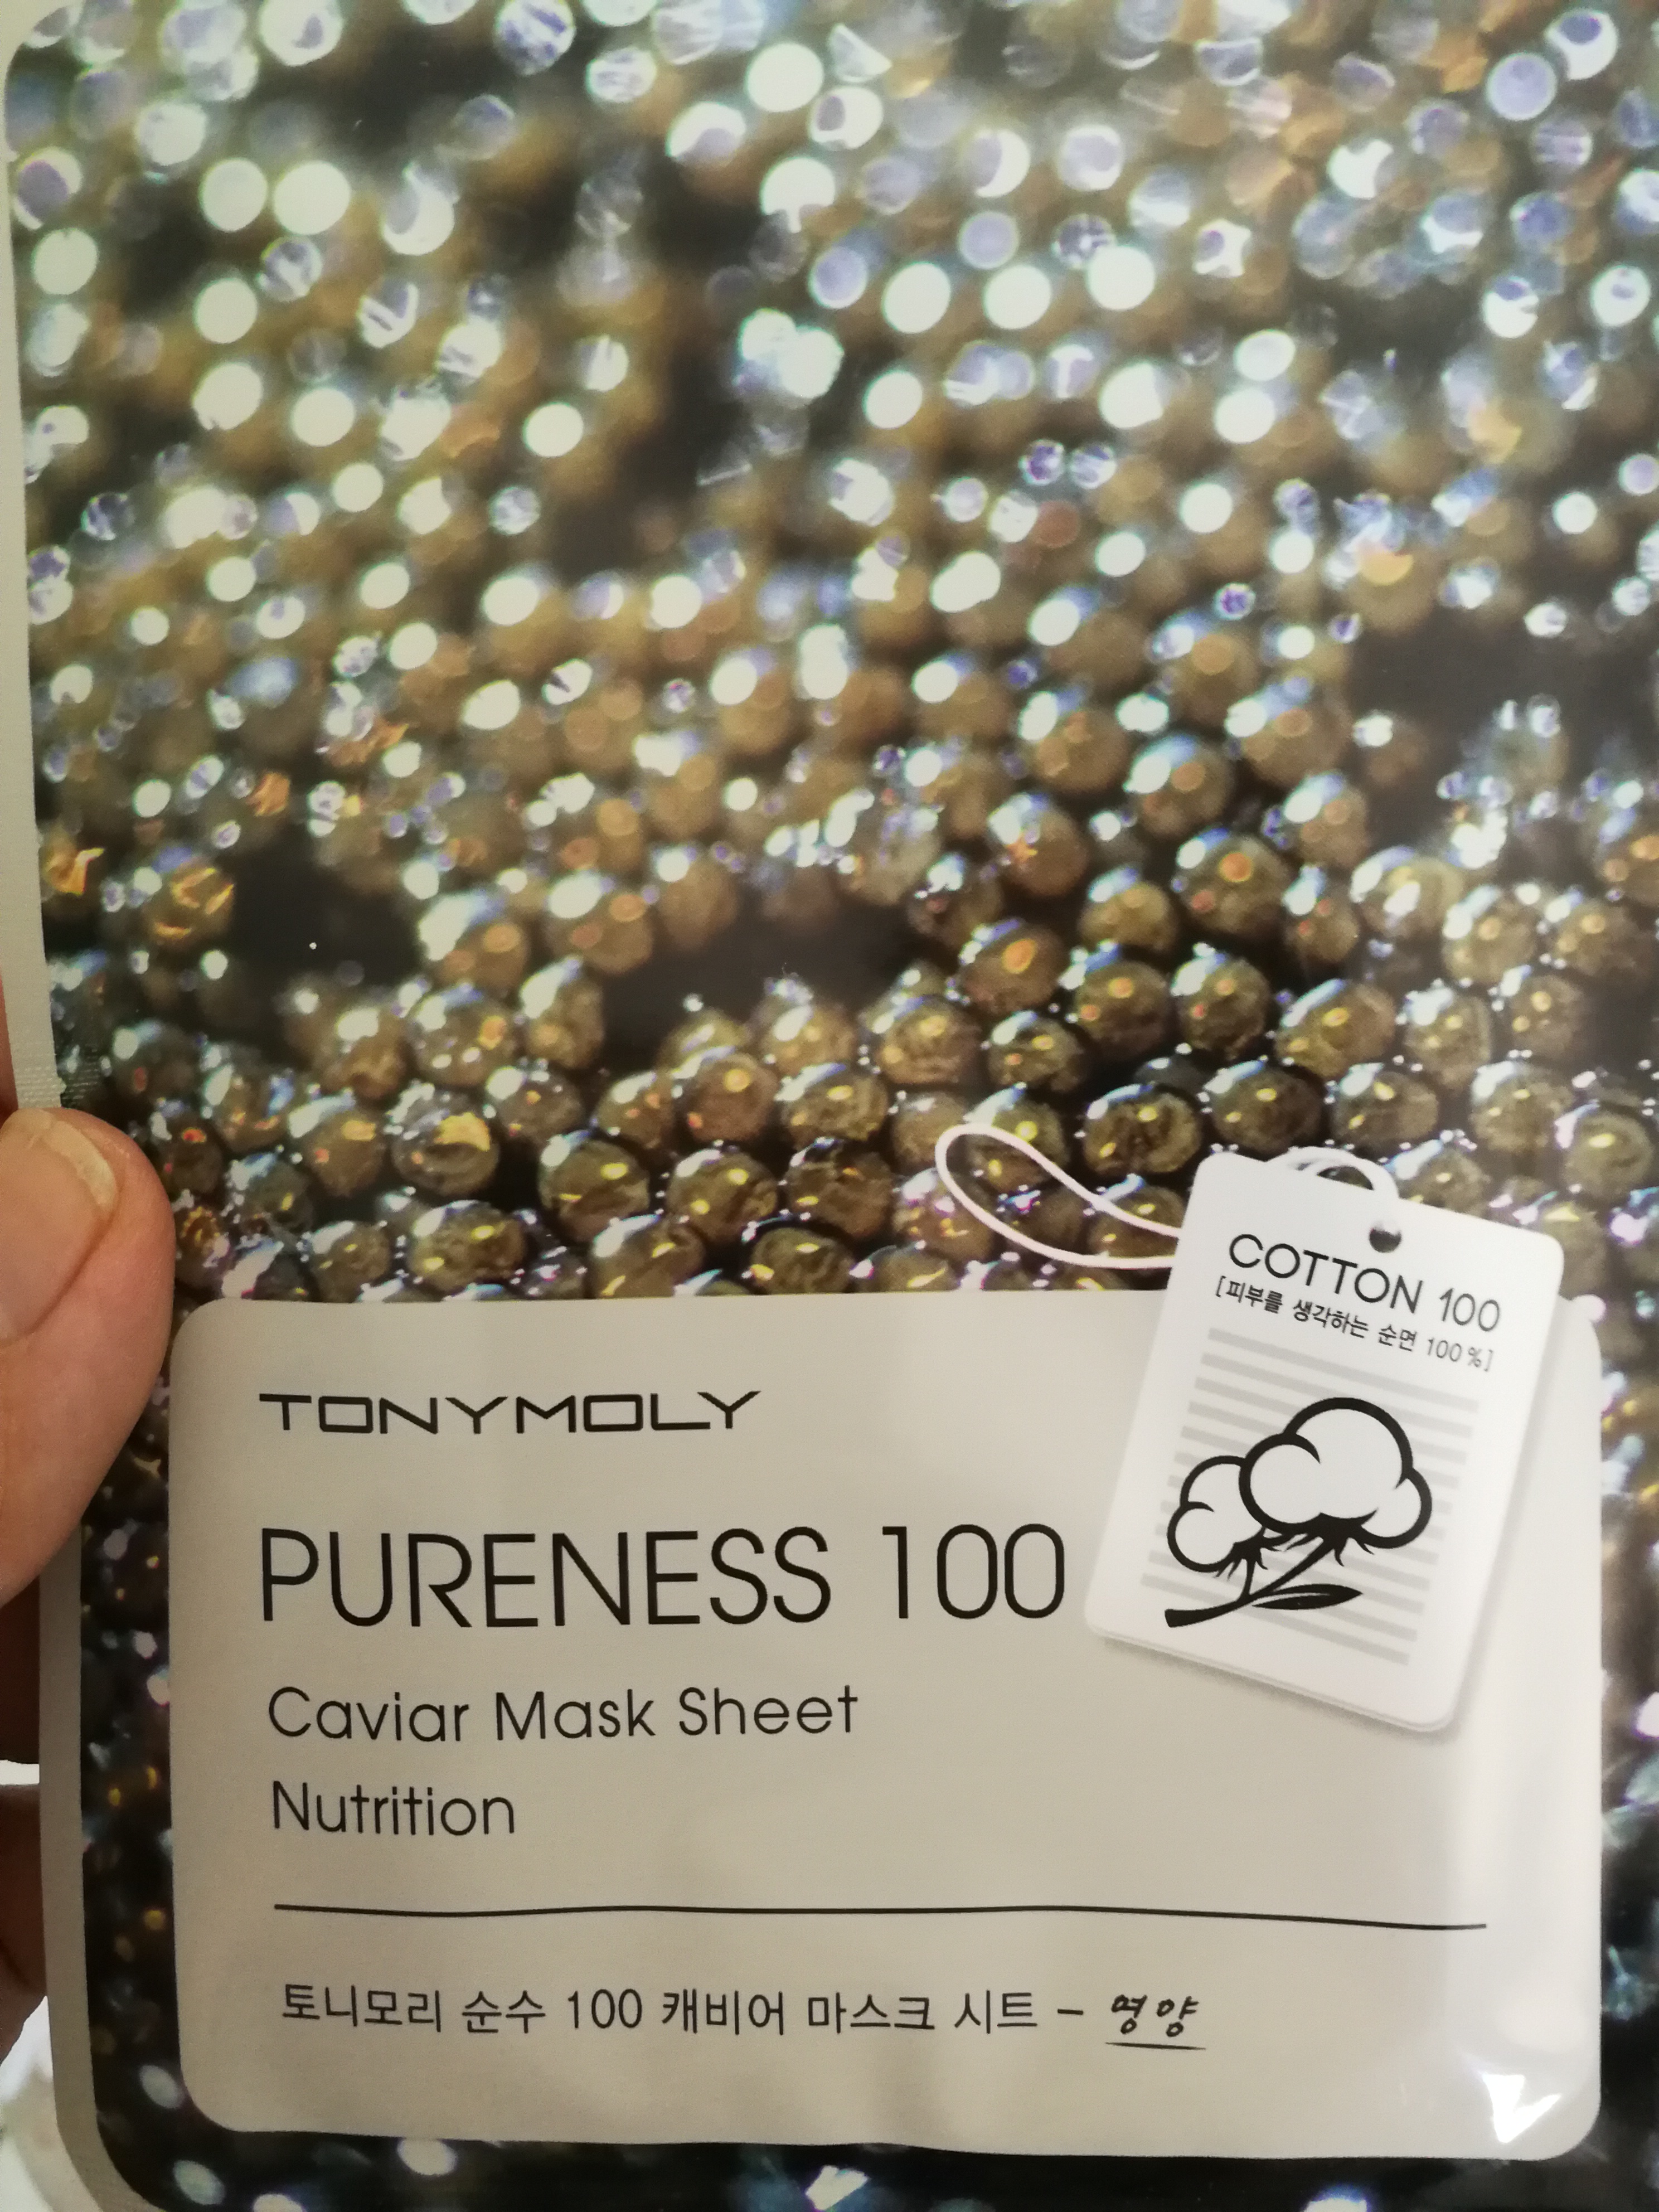 COTTON 100
[피부를 생각하는 순면 100%]
TONYMOLY
PURENESS 100
Caviar Mask Sheet
Nutrition
토니모리 순수 100 캐비어 마스크 시트 - 영양